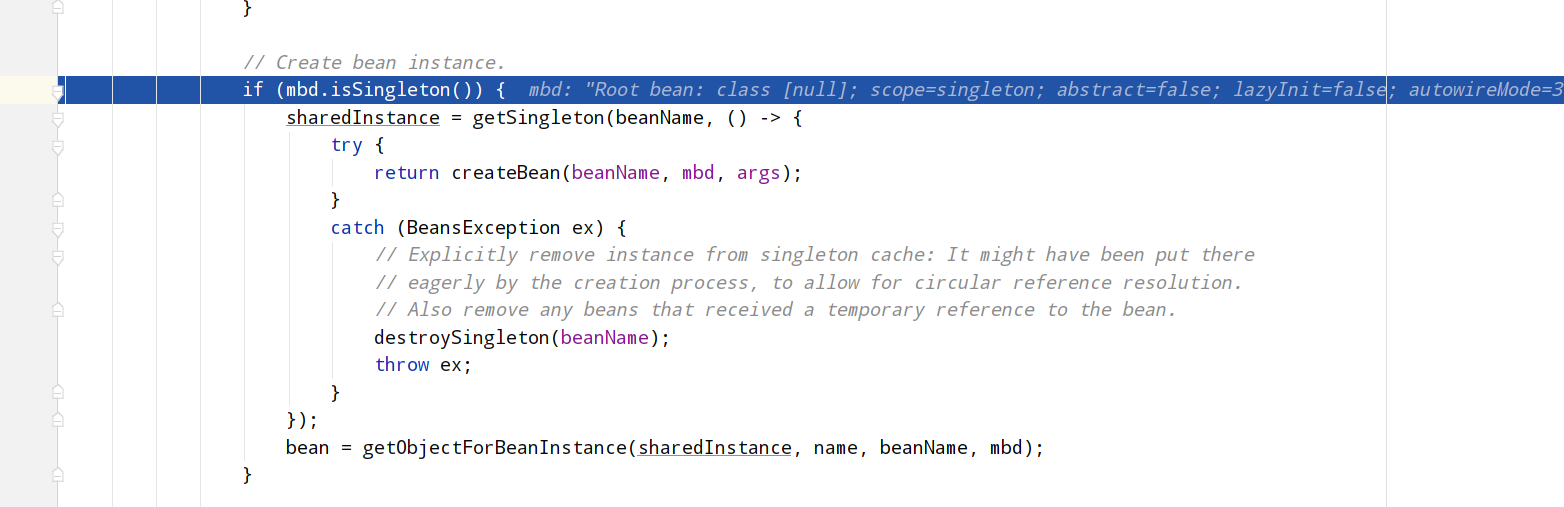 }
// Create bean instance.
if (mbd.isSingleton()) { mbd: "Root bean: class [null]; scope=singleton; abstract=false; lazyInit=false; autowireMode=3
sharedInstance = getSingleton(beanName, () -> {
try {
return createBean(beanName, mbd, args);
}
catch (BeansException ex) {
// Explicitly remove instance from singleton cache: It might have been put there
// eagerly by the creation process, to allow for circular reference resolution.
// Also remove any beans that received a temporary reference to the bean.
destroySingleton(beanName);
throw ex;
}
});
bean = getObjectForBeanInstance(sharedInstance, name, beanName, mbd);
}